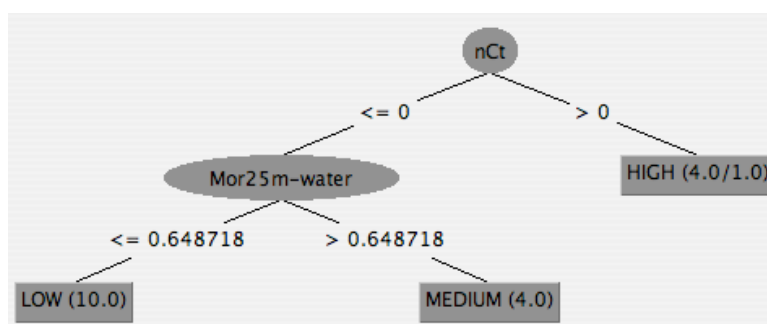 nCt
<= 0
> 0
Mor25m-water
HIGH (4.0/1.0)
<= 0.648718
> 0.648718
LOW (10.0)
MEDIUM (4.0)